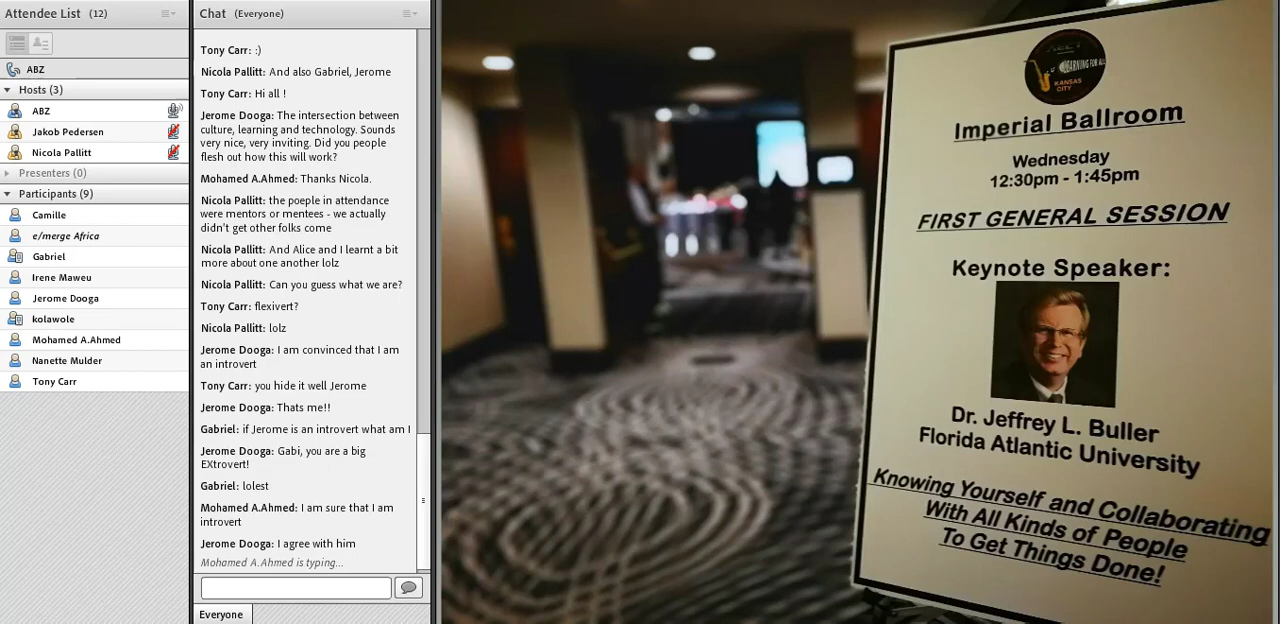 Attendee List (12)
ABZ
Hosts (3)
ABZ
Jakob Pedersen
Nicola Pallitt
Presenters (0)
Participants (9)
Camille
e/merge Africa
Gabriel
Irene Maweu
Jerome Dooga
kolawole
Mohamed A.Ahmed
Nanette Mulder
Tony Carr
Chat (Everyone)
Tony Carr: :)
Nicola Pallitt: And also Gabriel, Jerome
Tony Carr: Hi all !
Jerome Dooga: The intersection between
culture, learning and technology. Sounds
very nice, very inviting. Did you people
flesh out how this will work?
Mohamed A.Ahmed: Thanks Nicola.
Nicola Pallitt: the poeple in attendance
were mentors or mentees - we actually
didn't get other folks come
Nicola Pallitt: And Alice and I learnt a bit
more about one another lolz
Nicola Pallitt: Can you guess what we are?
Tony Carr: flexivert?
Nicola Pallitt: lolz
Jerome Dooga: I am convinced that I am
an introvert
Tony Carr: you hide it well Jerome
Jerome Dooga: Thats me!!
Gabriel: if Jerome is an introvert what am I
Jerome Dooga: Gabi, you are a big
EXtrovert!
Gabriel: lolest
Mohamed A.Ahmed: I am sure that I am
introvert
Jerome Dooga: I agree with him
Mohamed A.Ahmed is typing...
Everyone
LEARNING FOR ALL
KANSAS
CITY
Imperial Ballroom
Wednesday
12:30pm - 1:45pm
FIRST GENERAL SESSION
Keynote Speaker:
Dr. Jeffrey L. Buller
Florida Atlantic University
Knowing Yourself and Collaborating
With All Kinds of People
To Get Things Done!